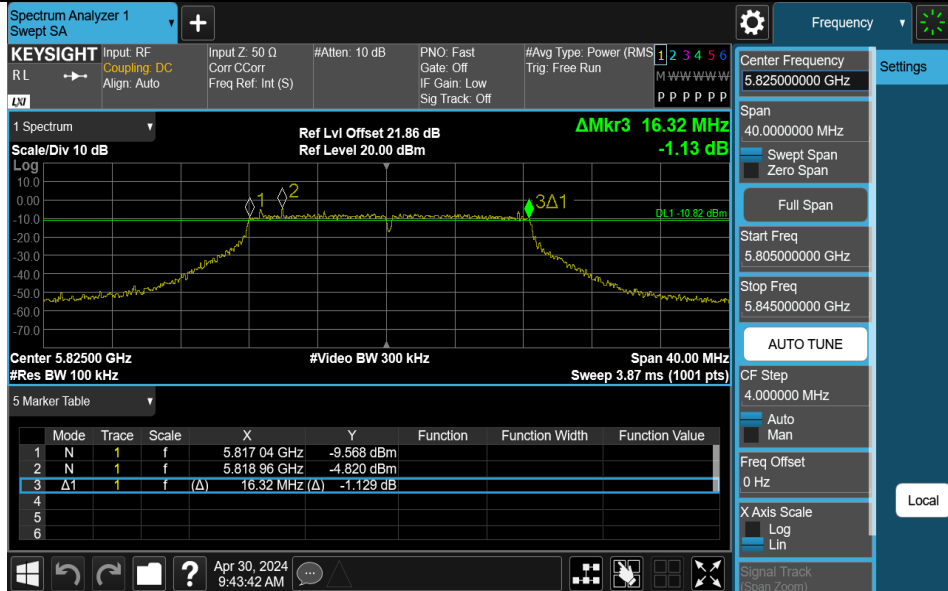 Spectrum Analyzer 1
Swept SA
+
Frequency
KEYSIGHT
RL
LXI
Input: RF
Coupling: DC
Align: Auto
Input Z: 50 Ω
Corr CCorr
Freq Ref: Int (S)
#Atten: 10 dB
PNO: Fast
Gate: Off
IF Gain: Low
Sig Track: Off
#Avg Type: Power (RMS
Trig: Free Run
1 2 3 4 5 6
M W W W W W
P P P P P P
1 Spectrum
Scale/Div 10 dB
Ref Lvl Offset 21.86 dB
Ref Level 20.00 dBm
ΔMkr3 16.32 MHz
-1.13 dB
Log
10.0
0.00
-10.0
-20.0
-30.0
-40.0
-50.0
-60.0
-70.0
1
2
3Δ1
DL1 -10.82 dBm
Center 5.82500 GHz
#Video BW 300 kHz
Span 40.00 MHz
#Res BW 100 kHz
Sweep 3.87 ms (1001 pts)
5 Marker Table
Mode Trace Scale X Y Function Function Width Function Value
1 N 1 f 5.817 04 GHz -9.568 dBm
2 N 1 f 5.818 96 GHz -4.820 dBm
3 Δ1 1 f (Δ) 16.32 MHz (Δ) -1.129 dB
4
5
6
?
Apr 30, 2024
9:43:42 AM
Center Frequency
5.825000000 GHz
Span
40.0000000 MHz
Swept Span
Zero Span
Full Span
Start Freq
5.805000000 GHz
Stop Freq
5.845000000 GHz
AUTO TUNE
CF Step
4.000000 MHz
Auto
Man
Freq Offset
0 Hz
X Axis Scale
Log
Lin
Signal Track
(Span Zoom)
Settings
Local